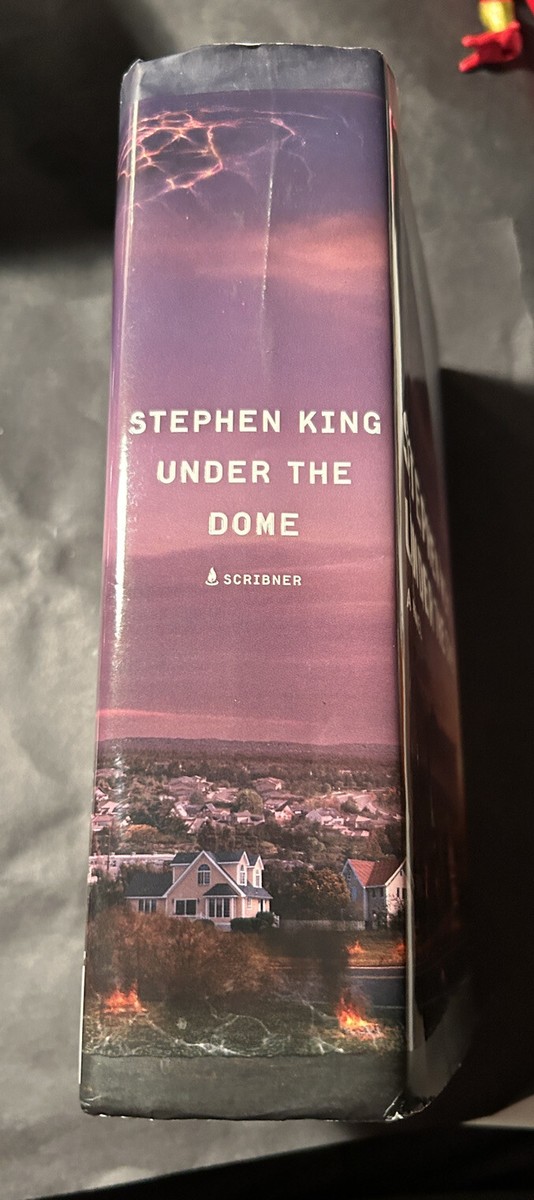 STEPHEN KING
UNDER THE
DOME
SCRIBNER